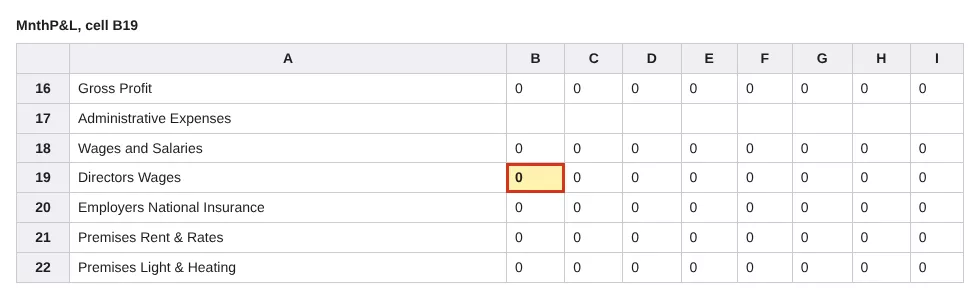 MnthP&L, cell B19
A B C D E F G H I
16 Gross Profit 0 0 0 0 0 0 0 0
17 Administrative Expenses
18 Wages and Salaries 0 0 0 0 0 0 0 0
19 Directors Wages 0 0 0 0 0 0 0 0
20 Employers National Insurance 0 0 0 0 0 0 0 0
21 Premises Rent & Rates 0 0 0 0 0 0 0 0
22 Premises Light & Heating 0 0 0 0 0 0 0 0